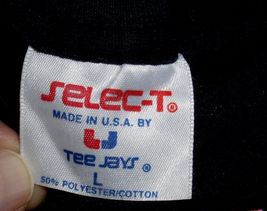 SELEC-T®
MADE IN U.S.A. BY
TEE JAYS®
L
50% POLYESTER/COTTON